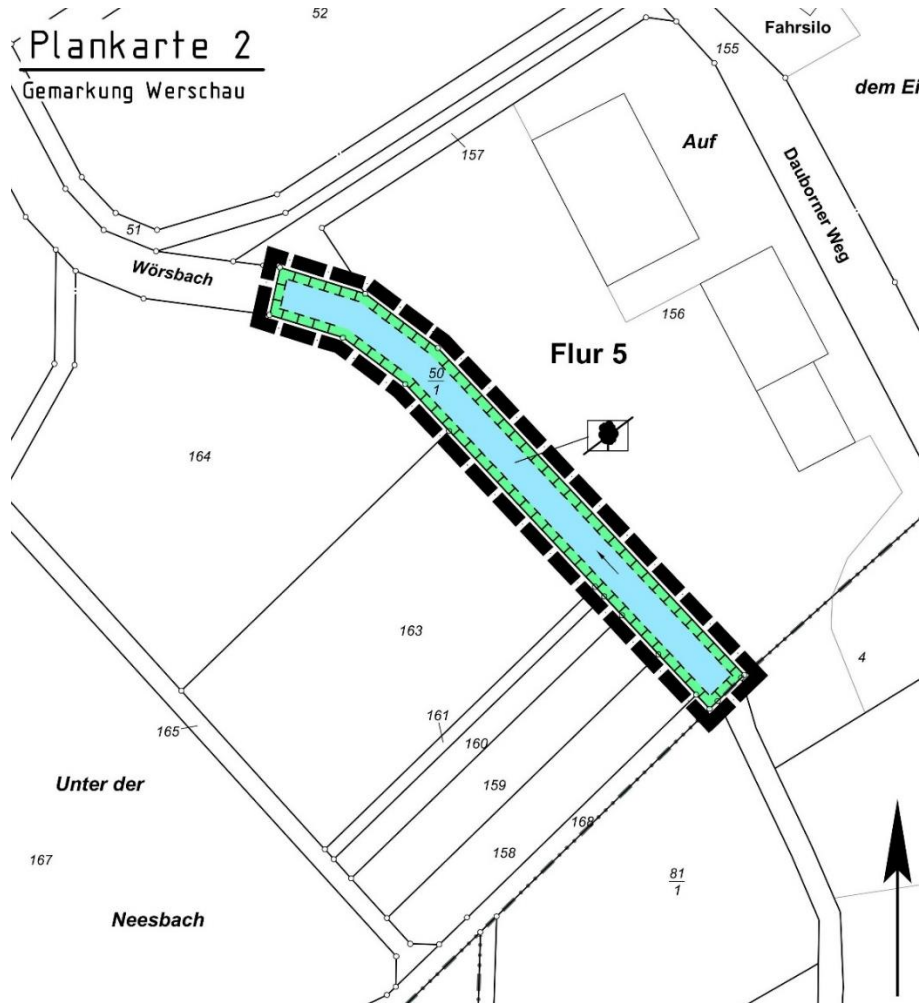 52
Plankarte 2
Gemarkung Werschau
Fahrsilo
155
dem Ei
Auf
157
Dauborner Weg
51
Wörsbach
156
Flur 5
50
1
164
163
4
161
165
160
Unter der
159
168
158
167
81
1
Neesbach